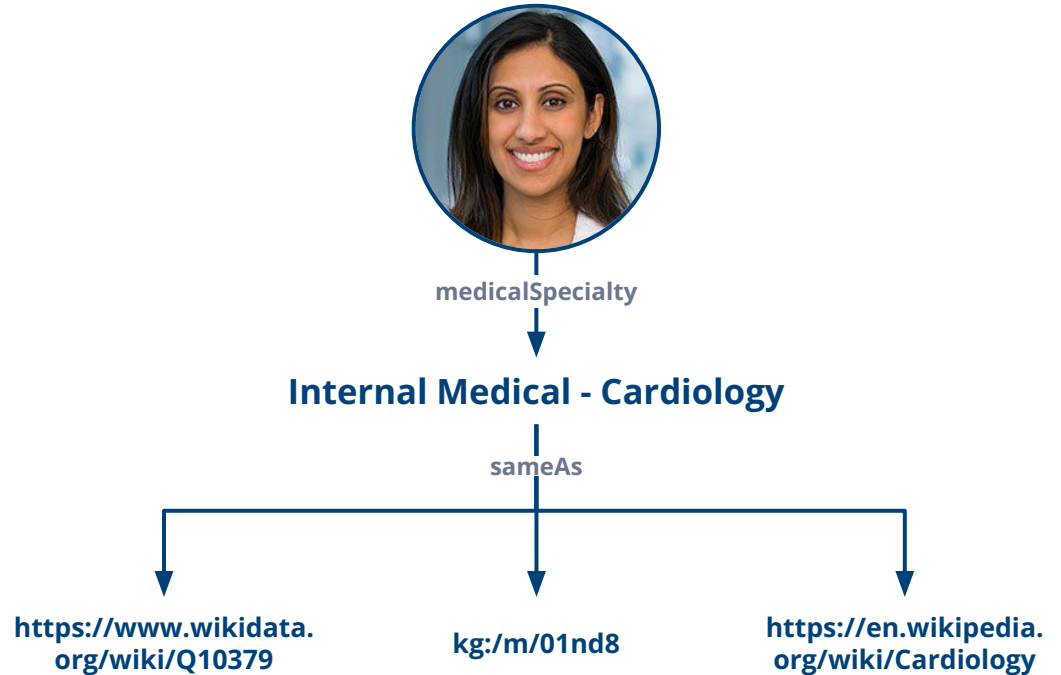 medicalSpecialty
Internal Medical - Cardiology
sameAs
https://www.wikidata.
org/wiki/Q10379
kg:/m/01nd8
https://en.wikipedia.
org/wiki/Cardiology